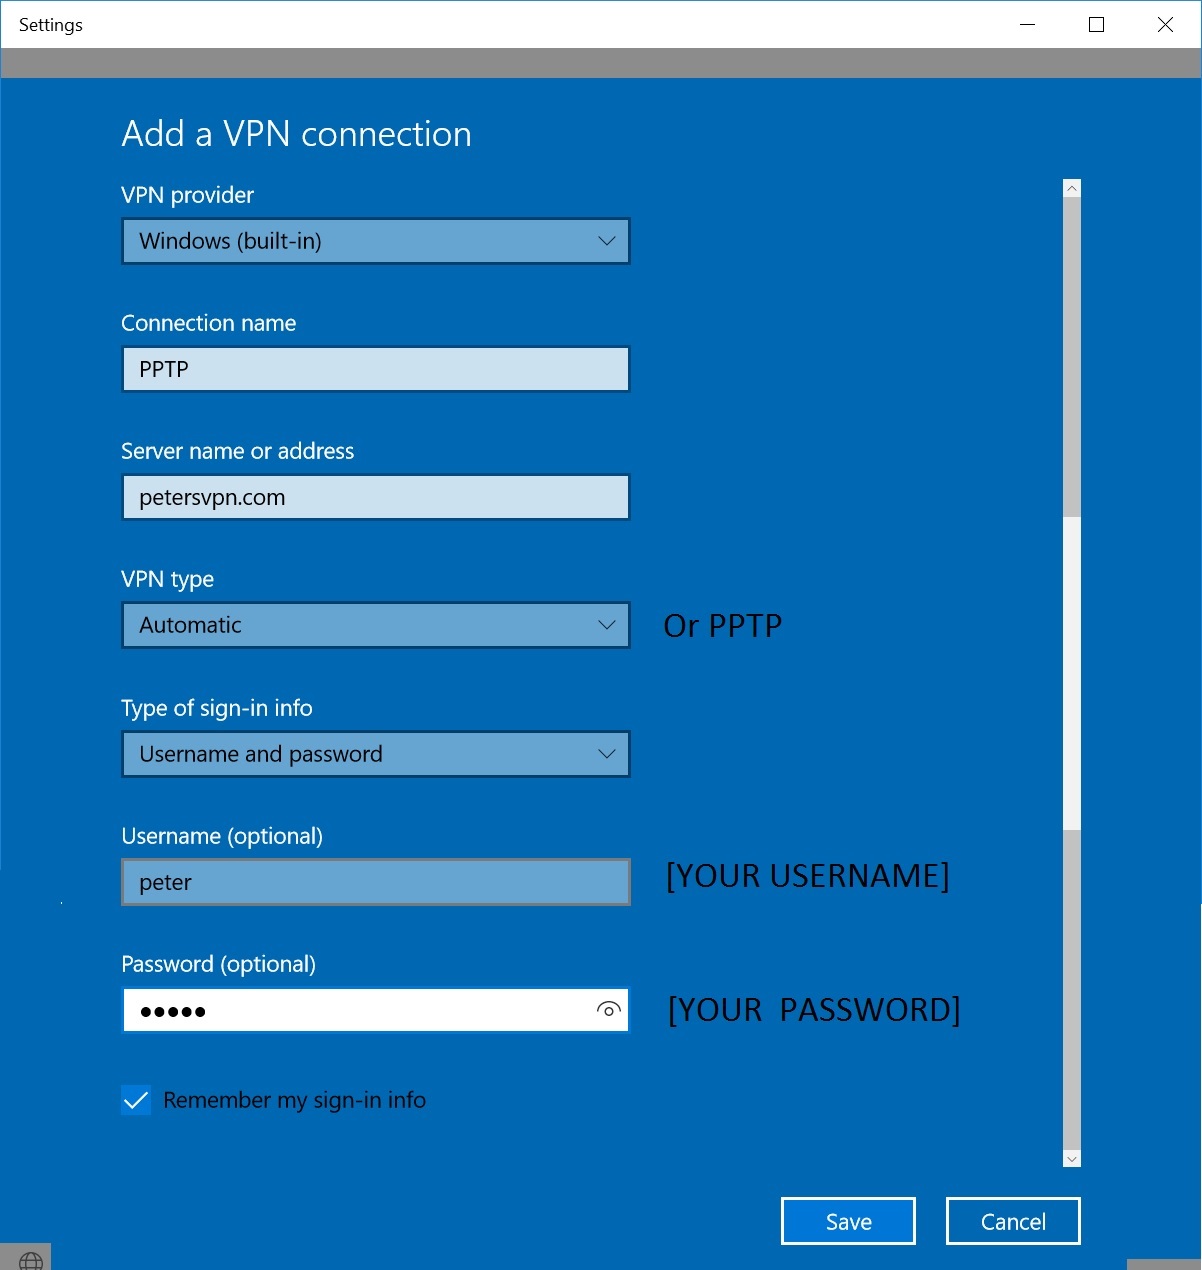 Settings
Add a VPN connection
VPN provider
Windows (built-in)
Connection name
PPTP
Server name or address
petersvpn.com
VPN type
Automatic
Or PPTP
Type of sign-in info
Username and password
Username (optional)
peter
[YOUR USERNAME]
Password (optional)
●●●●●
[YOUR  PASSWORD]
Remember my sign-in info
Save
Cancel